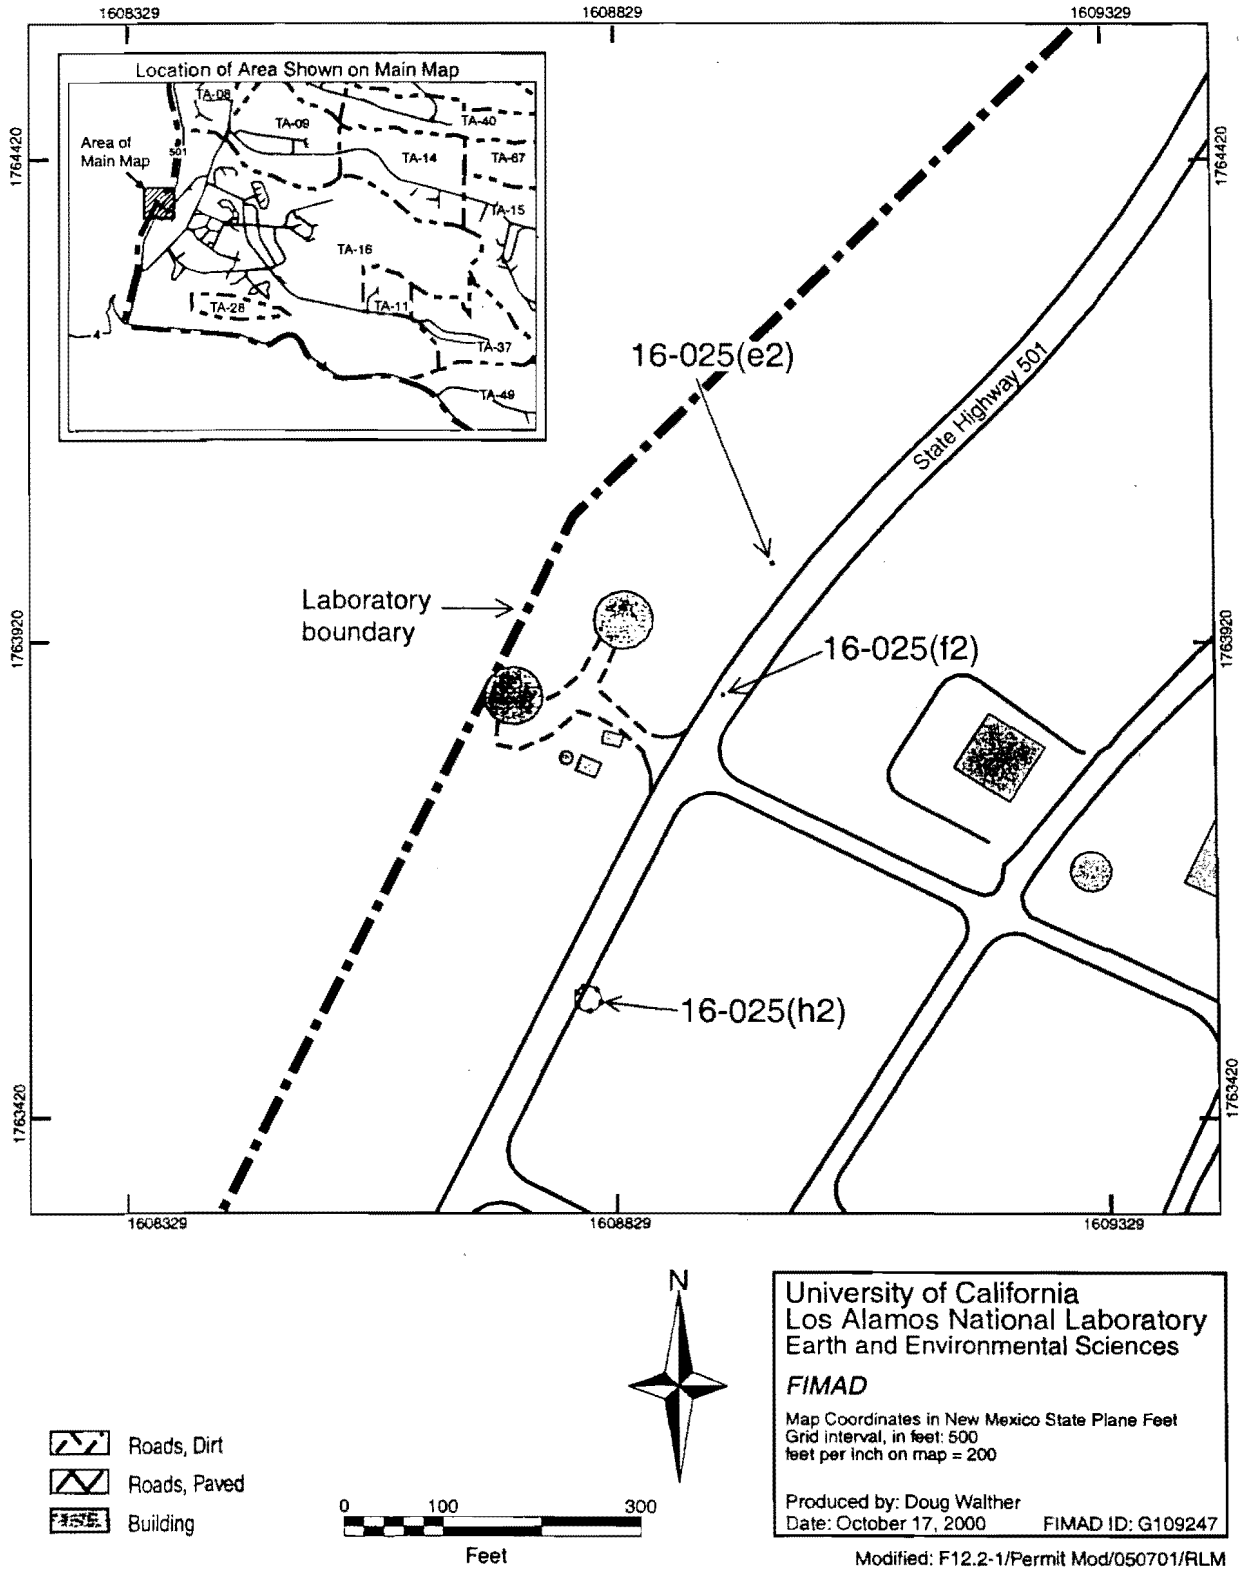 1608329
1608829
1609329
Location of Area Shown on Main Map
TA-08
TA-09
TA-40
501
Area of
Main Map
TA-14
TA-67
TA-15
TA-16
TA-28
TA-11
4
TA-37
TA-49
1764420
1764420
16-025(e2)
State Highway 501
Laboratory
boundary
1763920
1763920
16-025(f2)
16-025(h2)
1763420
1763420
1608329
1608829
1609329
N
University of California
Los Alamos National Laboratory
Earth and Environmental Sciences
FIMAD
Map Coordinates in New Mexico State Plane Feet
Grid interval, in feet: 500
feet per inch on map = 200
Produced by: Doug Walther
Date: October 17, 2000 FIMAD ID: G109247
Roads, Dirt
Roads, Paved
Building
0 100 300
Feet
Modified: F12.2-1/Permit Mod/050701/RLM